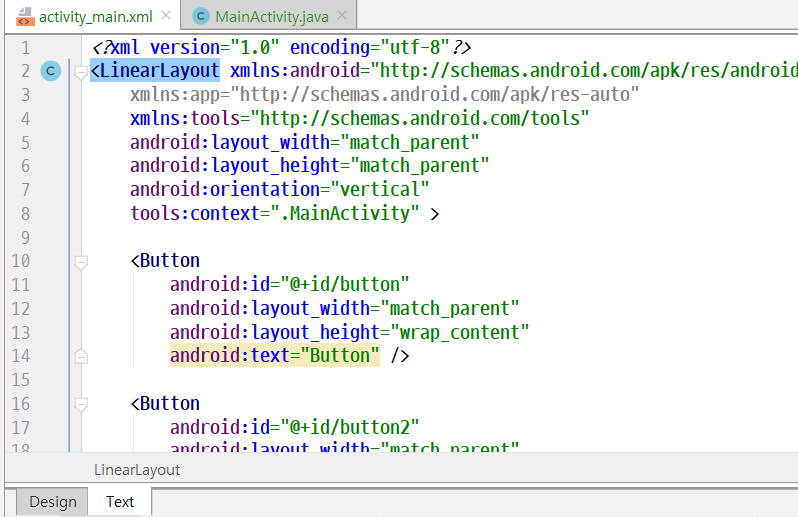 activity_main.xml MainActivity.java
1 <?xml version="1.0" encoding="utf-8"?>
2 C <LinearLayout xmlns:android="http://schemas.android.com/apk/res/android
3 xmlns:app="http://schemas.android.com/apk/res-auto"
4 xmlns:tools="http://schemas.android.com/tools"
5 android:layout_width="match_parent"
6 android:layout_height="match_parent"
7 android:orientation="vertical"
8 tools:context=".MainActivity" >
9
10 <Button
11 android:id="@+id/button"
12 android:layout_width="match_parent"
13 android:layout_height="wrap_content"
14 android:text="Button" />
15
16 <Button
17 android:id="@+id/button2"
18 android:layout_width="match_parent"
LinearLayout
Design Text